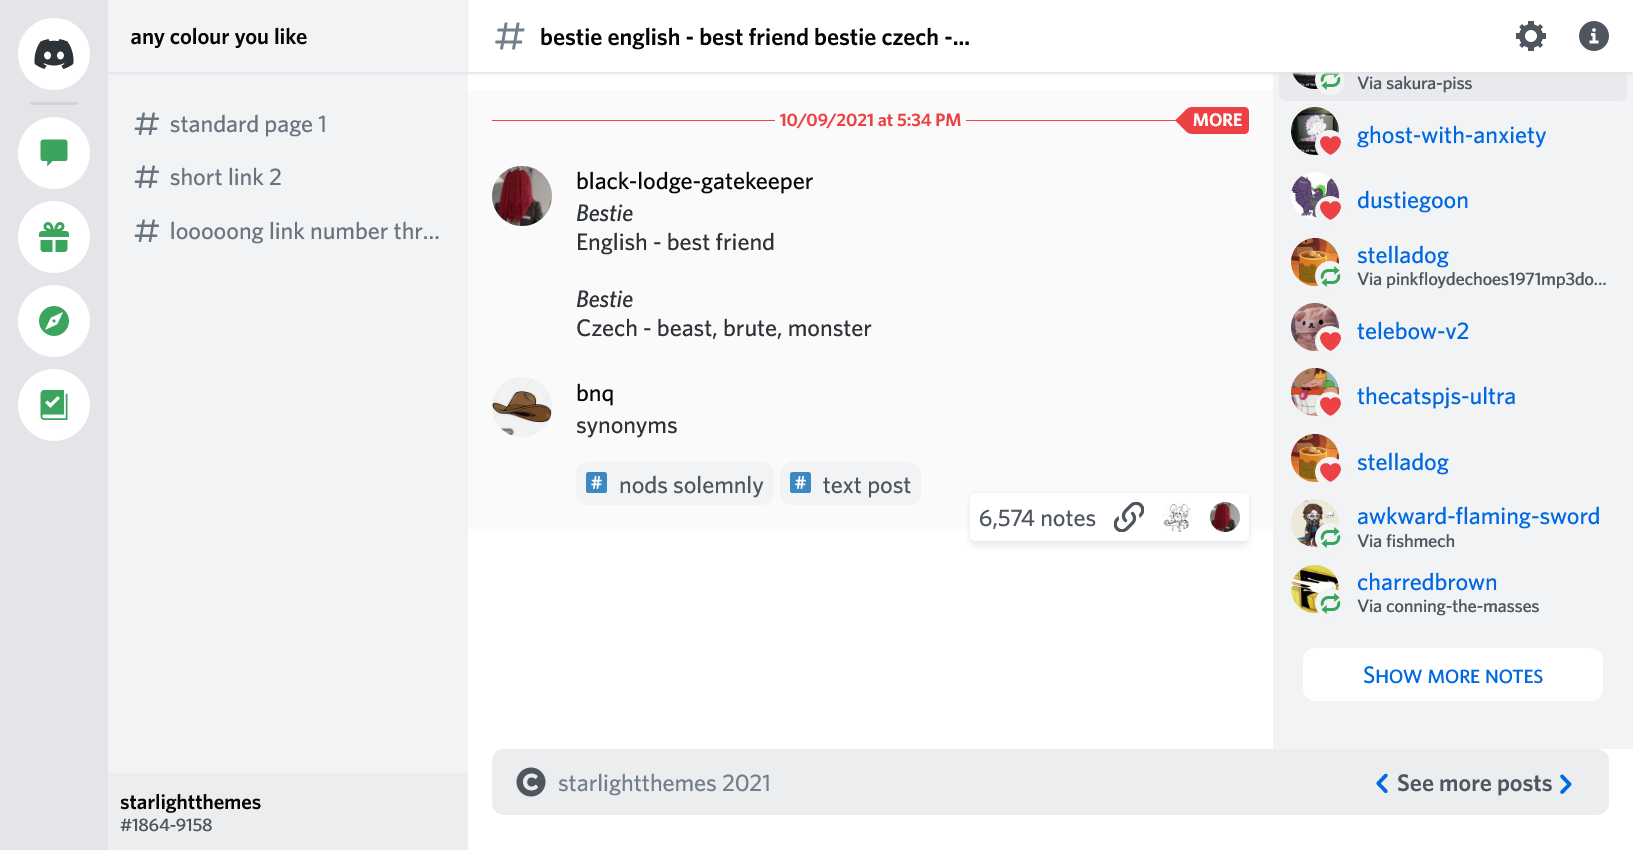 any colour you like
# standard page 1
# short link 2
# looooong link number thr...
starlightthemes
#1864-9158
# bestie english - best friend bestie czech -...
10/09/2021 at 5:34 PM
MORE
black-lodge-gatekeeper
Bestie
English - best friend
Bestie
Czech - beast, brute, monster
bnq
synonyms
# nods solemnly # text post
6,574 notes
Via sakura-piss
ghost-with-anxiety
dustiegoon
stelladog
Via pinkfloydechoes1971mp3do...
telebow-v2
thecatspjs-ultra
stelladog
awkward-flaming-sword
Via fishmech
charredbrown
Via conning-the-masses
SHOW MORE NOTES
starlightthemes 2021
See more posts